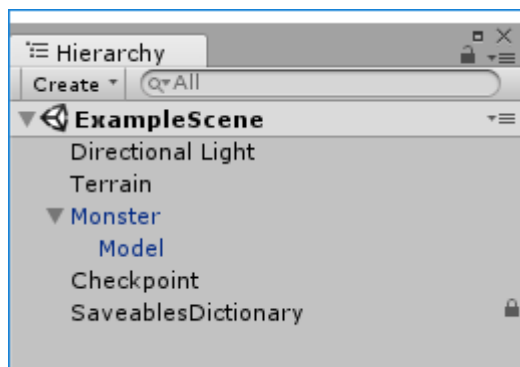 Hierarchy
Create All
ExampleScene
Directional Light
Terrain
Monster
Model
Checkpoint
SaveablesDictionary